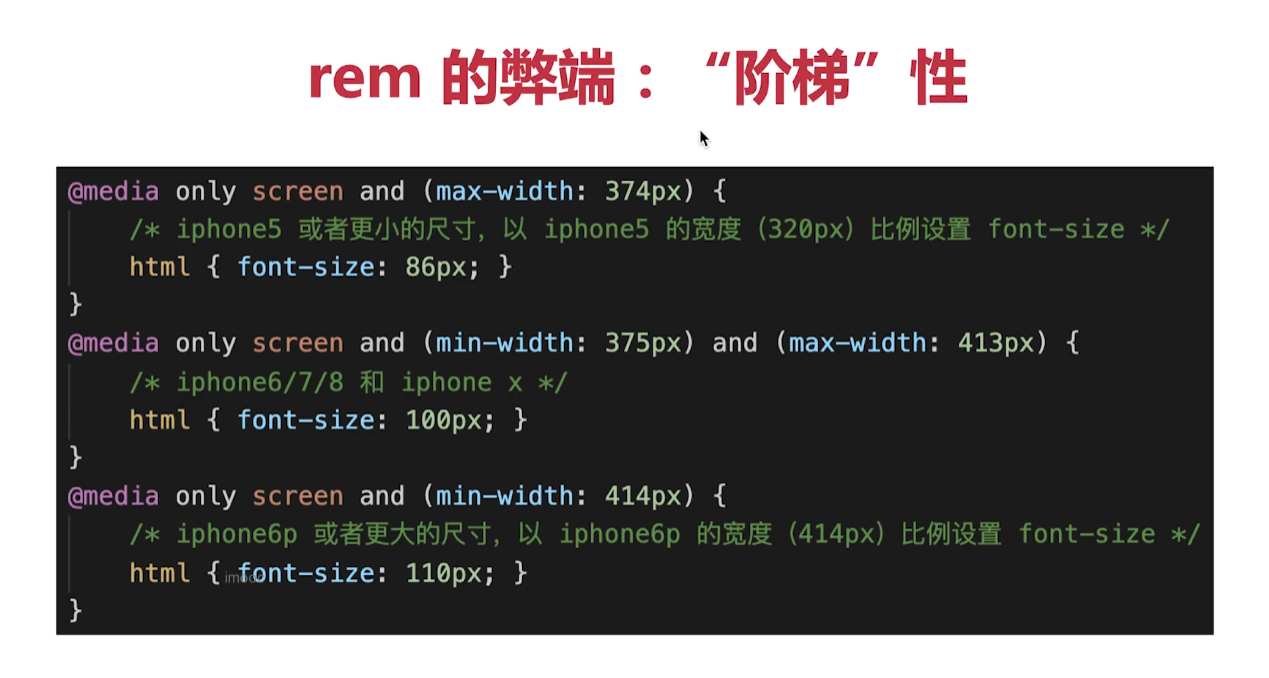 rem 的弊端：“阶梯”性
@media only screen and (max-width: 374px) {
/* iphone5 或者更小的尺寸，以 iphone5 的宽度（320px）比例设置 font-size */
html { font-size: 86px; }
}
@media only screen and (min-width: 375px) and (max-width: 413px) {
/* iphone6/7/8 和 iphone x */
html { font-size: 100px; }
}
@media only screen and (min-width: 414px) {
/* iphone6p 或者更大的尺寸，以 iphone6p 的宽度（414px）比例设置 font-size */
html { font-size: 110px; }
}